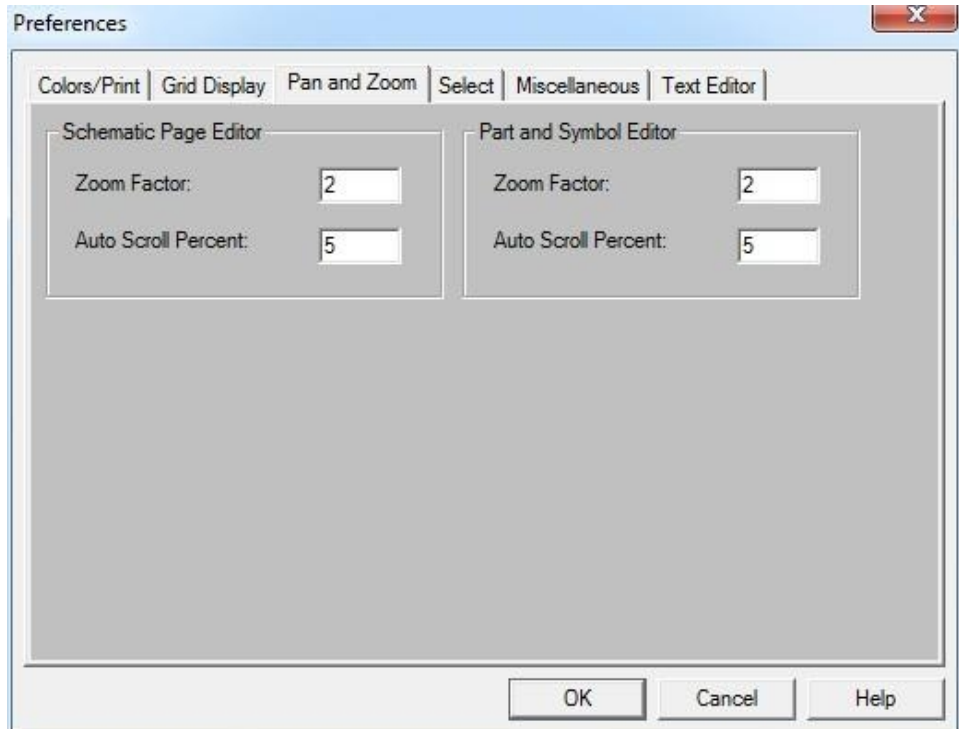 Preferences
X
Colors/Print Grid Display Pan and Zoom Select Miscellaneous Text Editor
Schematic Page Editor
Zoom Factor: 2
Auto Scroll Percent: 5
Part and Symbol Editor
Zoom Factor: 2
Auto Scroll Percent: 5
OK Cancel Help